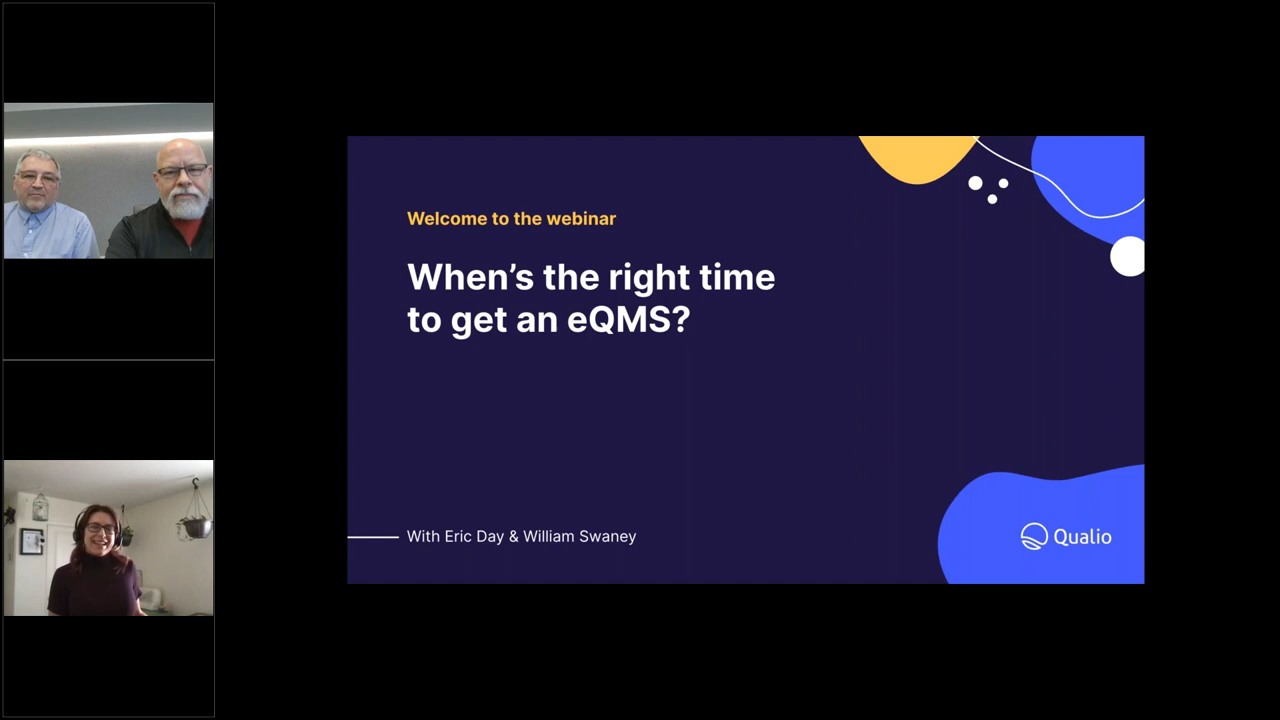 Welcome to the webinar
When’s the right time
to get an eQMS?
With Eric Day & William Swaney
Qualio